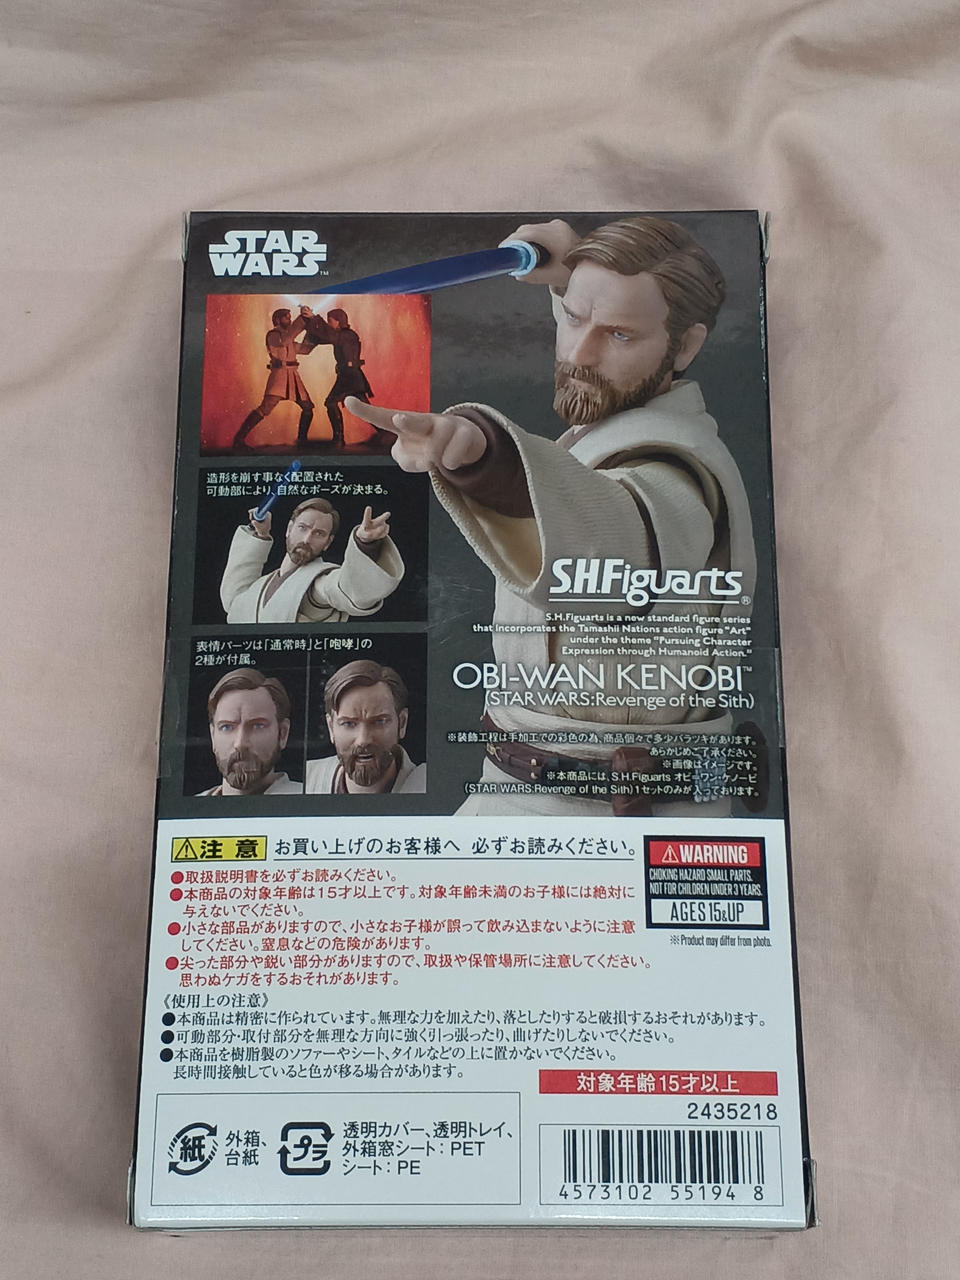 STAR
WARS™
造形を崩す事なく配置された
可動部により、自然なポーズが決まる。
表情パーツは「通常時」と「咆哮」の
2種が付属。
S.H.Figuarts®
S.H.Figuarts is a new standard figure series
that incorporates the Tamashii Nations action figure "Art"
under the theme "Pursuing Character
Expression through Humanoid Action."
OBI-WAN KENOBI™
(STAR WARS:Revenge of the Sith)
※装飾工程は手加工での彩色の為、商品個々で多少バラツキがあります。
あらかじめご了承ください。
※画像はイメージです。
※本商品には、S.H.Figuarts オビ＝ワン・ケノービ
(STAR WARS:Revenge of the Sith)1セットのみが入っております。
⚠注意 お買い上げのお客様へ 必ずお読みください。
●取扱説明書を必ずお読みください。
●本商品の対象年齢は15才以上です。対象年齢未満のお子様には絶対に
与えないでください。
●小さな部品がありますので、小さなお子様が誤って飲み込まないように注意
してください。窒息などの危険があります。
●尖った部分や鋭い部分がありますので、取扱や保管場所に注意してください。
思わぬケガをするおそれがあります。
⚠WARNING
CHOKING HAZARD SMALL PARTS.
NOT FOR CHILDREN UNDER 3 YEARS.
AGES 15&UP
※Product may differ from photo.
《使用上の注意》
●本商品は精密に作られています。無理な力を加えたり、落としたりすると破損するおそれがあります。
●可動部分・取付部分を無理な方向に強く引っ張ったり、曲げたりしないでください。
●本商品を樹脂製のソファーやシート、タイルなどの上に置かないでください。
長時間接触していると色が移る場合があります。
対象年齢15才以上
2435218
紙
外箱、
台紙
プラ
透明カバー、透明トレイ、
外箱窓シート：PET
シート：PE
4573102 55194 8